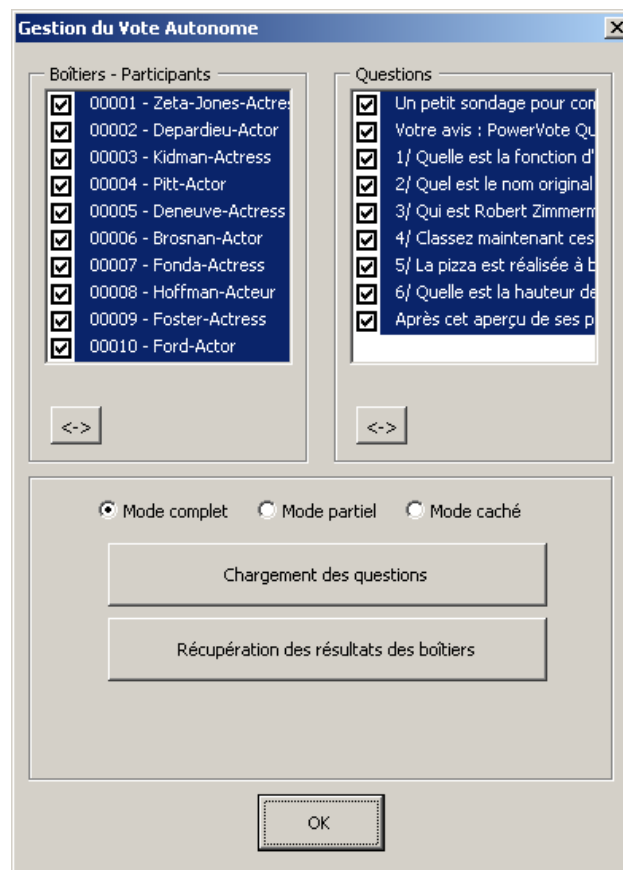 Gestion du Vote Autonome
Boîtiers - Participants
00001 - Zeta-Jones-Actre
00002 - Depardieu-Actor
00003 - Kidman-Actress
00004 - Pitt-Actor
00005 - Deneuve-Actress
00006 - Brosnan-Actor
00007 - Fonda-Actress
00008 - Hoffman-Acteur
00009 - Foster-Actress
00010 - Ford-Actor
<->
Questions
Un petit sondage pour con
Votre avis : PowerVote Qu
1/ Quelle est la fonction d'
2/ Quel est le nom original
3/ Qui est Robert Zimmerm
4/ Classez maintenant ces
5/ La pizza est réalisée à b
6/ Quelle est la hauteur de
Après cet aperçu de ses p
<->
Mode complet Mode partiel Mode caché
Chargement des questions
Récupération des résultats des boîtiers
OK